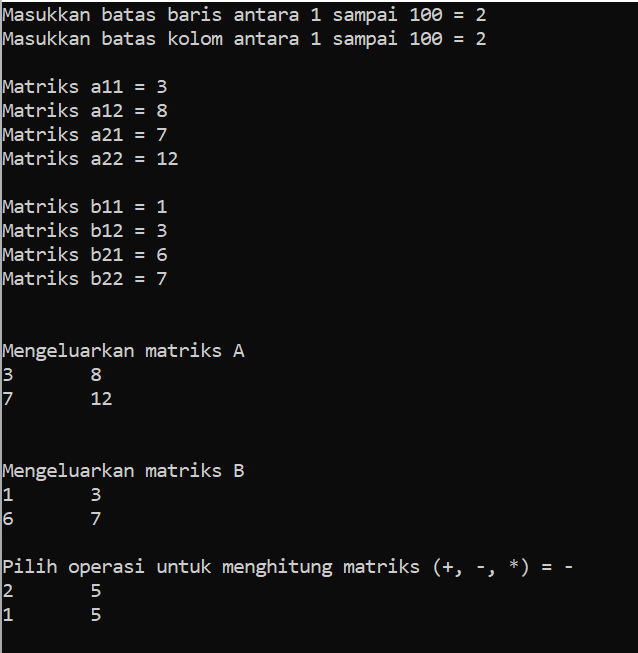 Masukkan batas baris antara 1 sampai 100 = 2
Masukkan batas kolom antara 1 sampai 100 = 2
Matriks a11 = 3
Matriks a12 = 8
Matriks a21 = 7
Matriks a22 = 12
Matriks b11 = 1
Matriks b12 = 3
Matriks b21 = 6
Matriks b22 = 7
Mengeluarkan matriks A
3 8
7 12
Mengeluarkan matriks B
1 3
6 7
Pilih operasi untuk menghitung matriks (+, -, *) = -
2 5
1 5